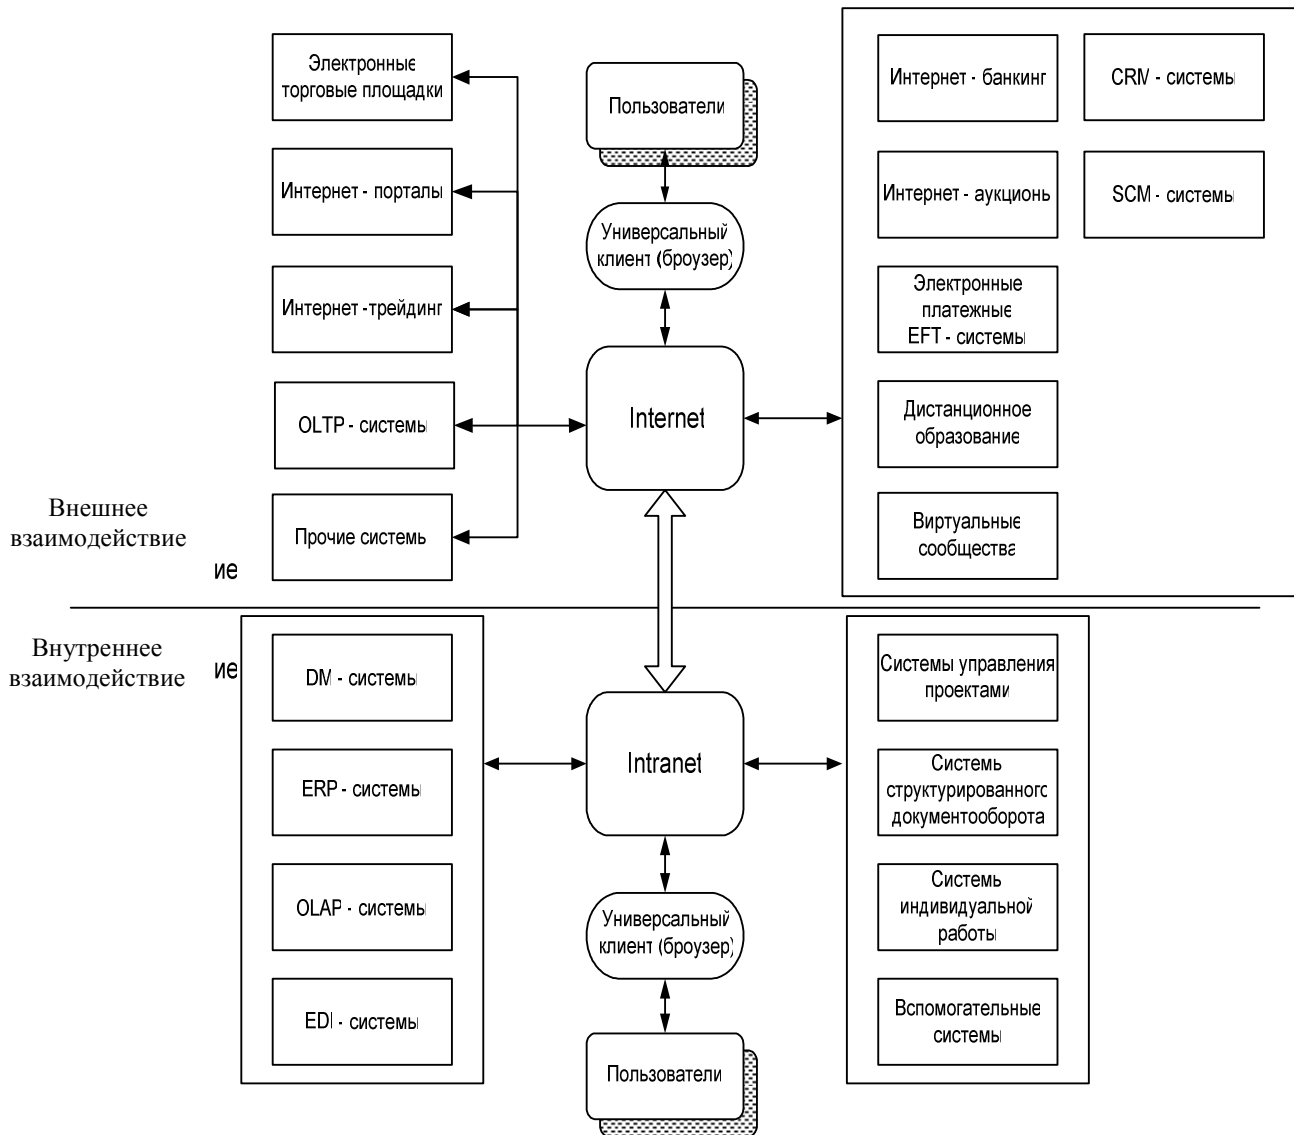 Электронные
торговые площадки
Интернет - порталы
Интернет -трейдинг
OLTP - системы
Прочие системы
Пользователи
Универсальный
клиент (броузер)
Internet
Интернет - банкинг
CRM - системы
Интернет - аукционы
SCM - системы
Электронные
платежные
EFT - системы
Дистанционное
образование
Виртуальные
сообщества
Внешнее
взаимодействие
ие
Внутреннее
взаимодействие
ие
DM - системы
ERP - системы
OLAP - системы
EDI - системы
Intranet
Универсальный
клиент (броузер)
Пользователи
Системы управления
проектами
Системы
структурированного
документооборота
Системы
индивидуальной
работы
Вспомогательные
системы